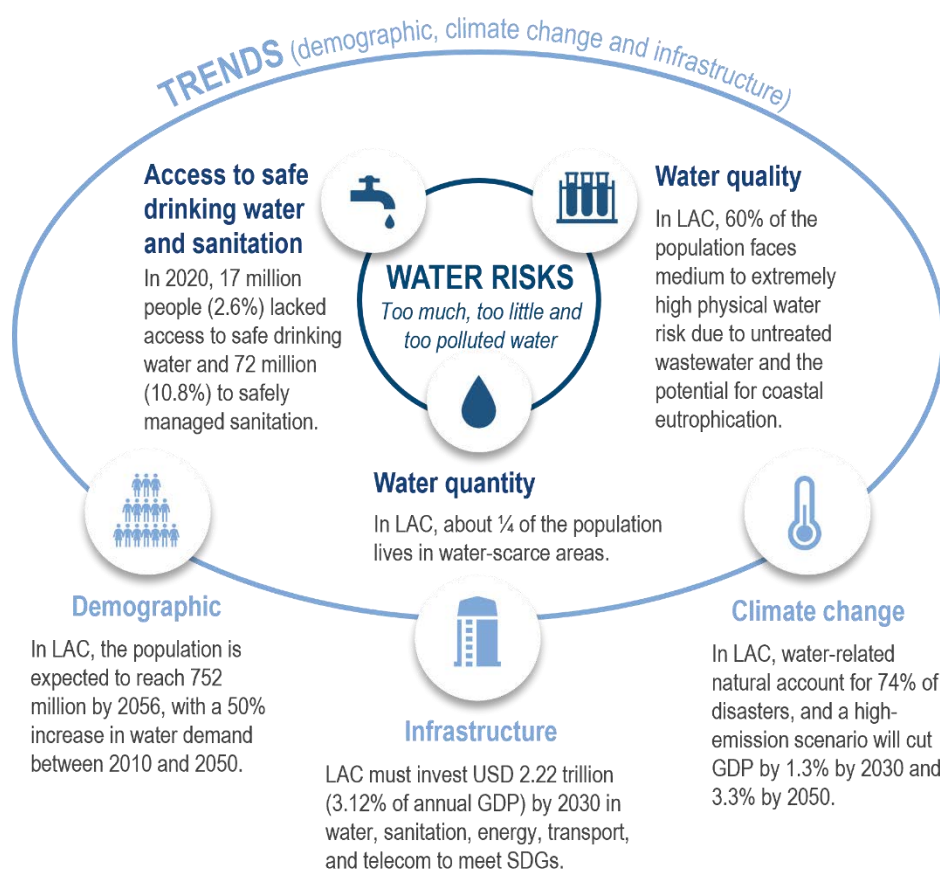 TRENDS (demographic, climate change and infrastructure)
Access to safe
drinking water
and sanitation
In 2020, 17 million
people (2.6%) lacked
access to safe drinking
water and 72 million
(10.8%) to safely
managed sanitation.
WATER RISKS
Too much, too little and
too polluted water
Water quality
In LAC, 60% of the
population faces
medium to extremely
high physical water
risk due to untreated
wastewater and the
potential for coastal
eutrophication.
Water quantity
In LAC, about ¼ of the population
lives in water-scarce areas.
Demographic
In LAC, the population is
expected to reach 752
million by 2056, with a 50%
increase in water demand
between 2010 and 2050.
Infrastructure
LAC must invest USD 2.22 trillion
(3.12% of annual GDP) by 2030 in
water, sanitation, energy, transport,
and telecom to meet SDGs.
Climate change
In LAC, water-related
natural account for 74% of
disasters, and a high-
emission scenario will cut
GDP by 1.3% by 2030 and
3.3% by 2050.